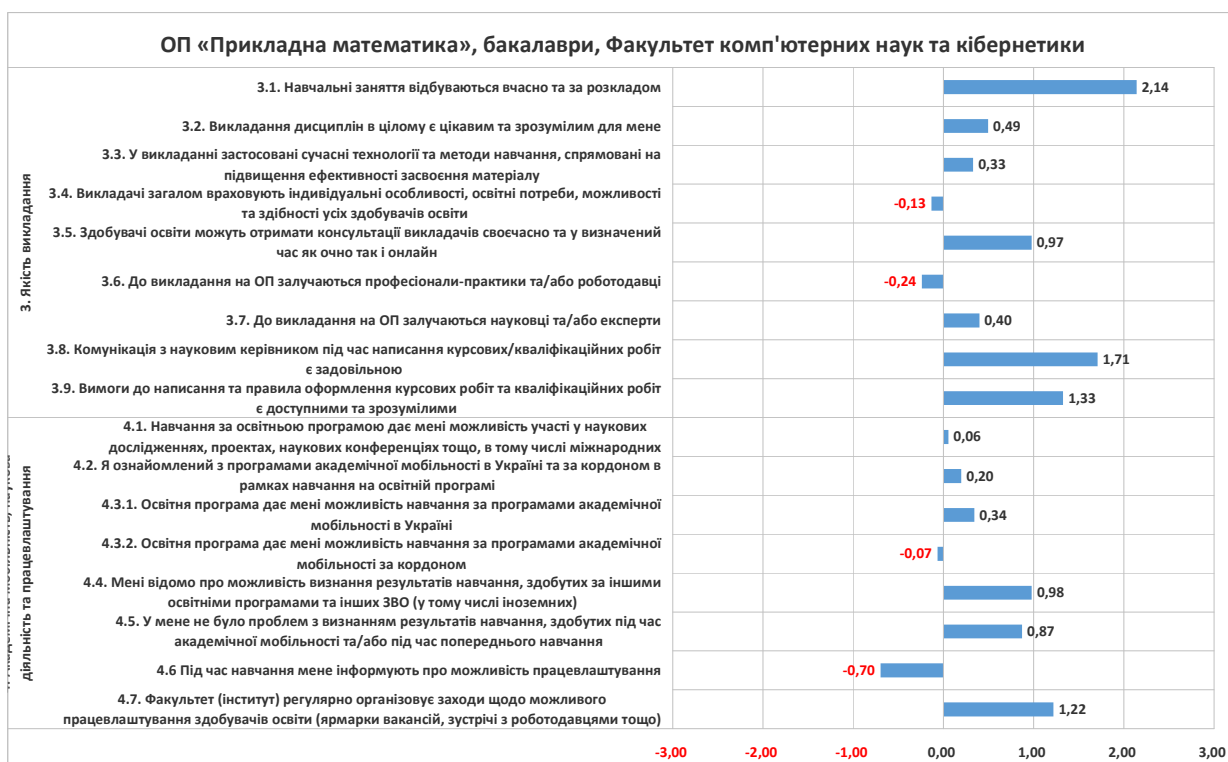 ОП «Прикладна математика», бакалаври, Факультет комп'ютерних наук та кібернетики
3. Якість викладання
3.1. Навчальні заняття відбуваються вчасно та за розкладом
2,14
3.2. Викладання дисциплін в цілому є цікавим та зрозумілим для мене
0,49
3.3. У викладанні застосовані сучасні технології та методи навчання, спрямовані на
підвищення ефективності засвоєння матеріалу
0,33
3.4. Викладачі загалом враховують індивідуальні особливості, освітні потреби, можливості
та здібності усіх здобувачів освіти
-0,13
3.5. Здобувачі освіти можуть отримати консультації викладачів своєчасно та у визначений
час як очно так і онлайн
0,97
3.6. До викладання на ОП залучаються професіонали-практики та/або роботодавці
-0,24
3.7. До викладання на ОП залучаються науковці та/або експерти
0,40
3.8. Комунікація з науковим керівником під час написання курсових/кваліфікаційних робіт
є задовільною
1,71
3.9. Вимоги до написання та правила оформлення курсових робіт та кваліфікаційних робіт
є доступними та зрозумілими
1,33
діяльність та працевлаштування
4.1. Навчання за освітньою програмою дає мені можливість участі у наукових
дослідженнях, проектах, наукових конференціях тощо, в тому числі міжнародних
0,06
4.2. Я ознайомлений з програмами академічної мобільності в Україні та за кордоном в
рамках навчання на освітній програмі
0,20
4.3.1. Освітня програма дає мені можливість навчання за програмами академічної
мобільності в Україні
0,34
4.3.2. Освітня програма дає мені можливість навчання за програмами академічної
мобільності за кордоном
-0,07
4.4. Мені відомо про можливість визнання результатів навчання, здобутих за іншими
освітніми програмами та інших ЗВО (у тому числі іноземних)
0,98
4.5. У мене не було проблем з визнанням результатів навчання, здобутих під час
академічної мобільності та/або під час попереднього навчання
0,87
4.6 Під час навчання мене інформують про можливість працевлаштування
-0,70
4.7. Факультет (інститут) регулярно організовує заходи щодо можливого
працевлаштування здобувачів освіти (ярмарки вакансій, зустрічі з роботодавцями тощо)
1,22
-3,00 -2,00 -1,00 0,00 1,00 2,00 3,00